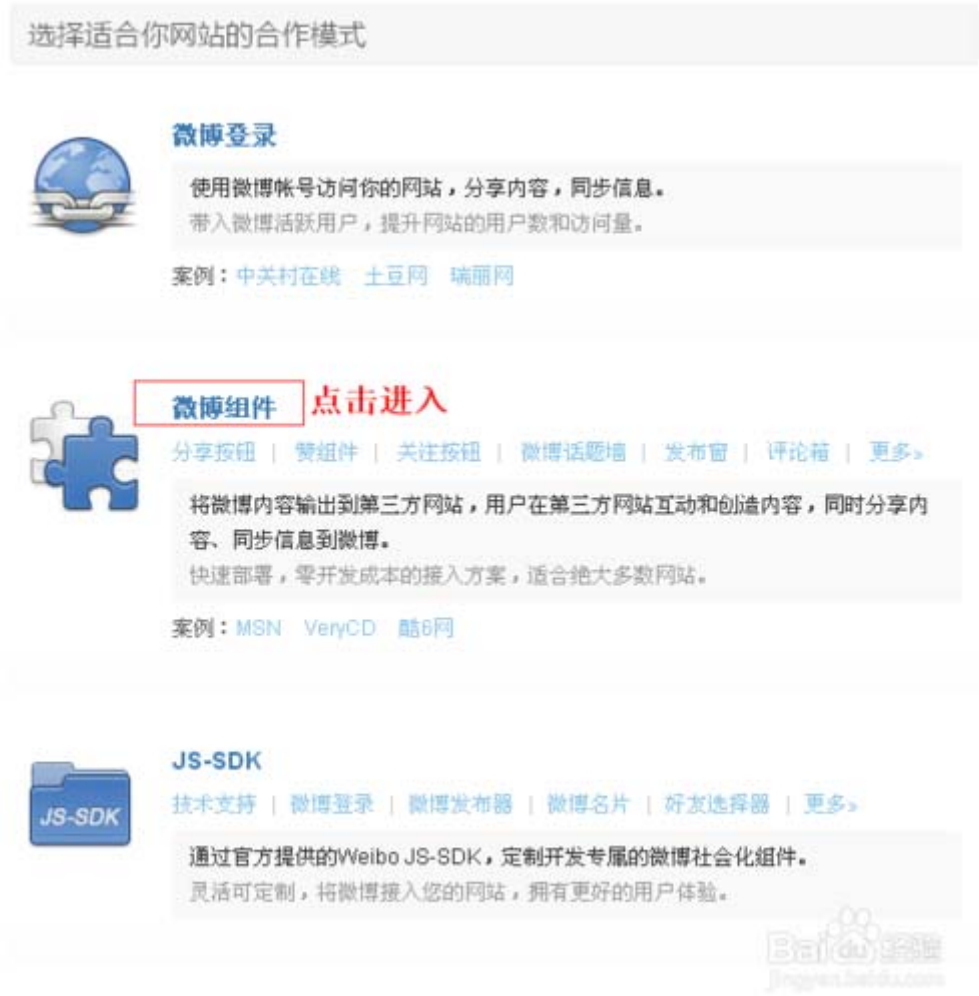 选择适合你网站的合作模式
微博登录
使用微博帐号访问你的网站，分享内容，同步信息。
带入微博活跃用户，提升网站的用户数和访问量。
案例：中关村在线 土豆网 瑞丽网
微博组件 点击进入
分享按钮 | 赞组件 | 关注按钮 | 微博话题墙 | 发布窗 | 评论箱 | 更多»
将微博内容输出到第三方网站，用户在第三方网站互动和创造内容，同时分享内
容、同步信息到微博。
快速部署，零开发成本的接入方案，适合绝大多数网站。
案例：MSN VeryCD 酷6网
JS-SDK
JS-SDK
技术支持 | 微博登录 | 微博发布器 | 微博名片 | 好友选择器 | 更多»
通过官方提供的Weibo JS-SDK，定制开发专属的微博社会化组件。
灵活可定制，将微博接入您的网站，拥有更好的用户体验。
Baidu 经验
jingyan.baidu.com